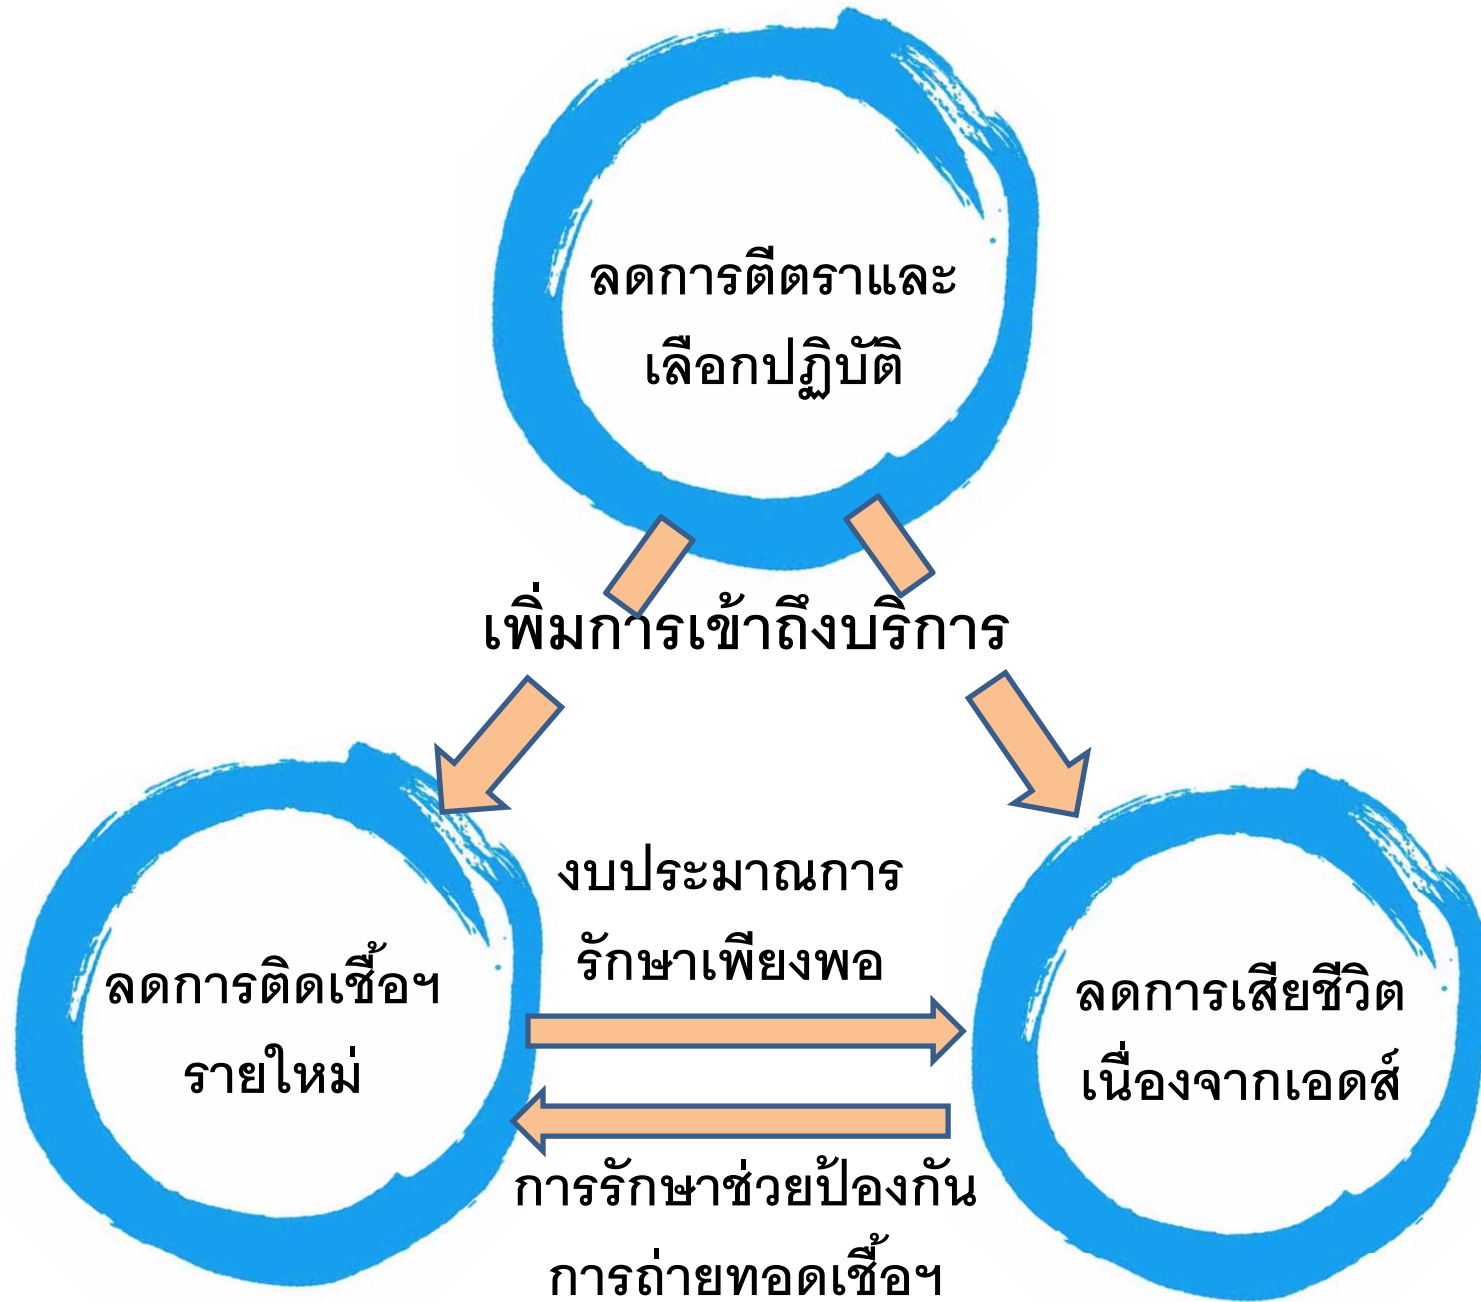 ลดการตีตราและ
เลือกปฏิบัติ
เพิ่มการเข้าถึงบริการ
งบประมาณการ
รักษาเพียงพอ
ลดการติดเชื้อฯ
รายใหม่
ลดการเสียชีวิต
เนื่องจากเอดส์
การรักษาช่วยป้องกัน
การถ่ายทอดเชื้อฯ